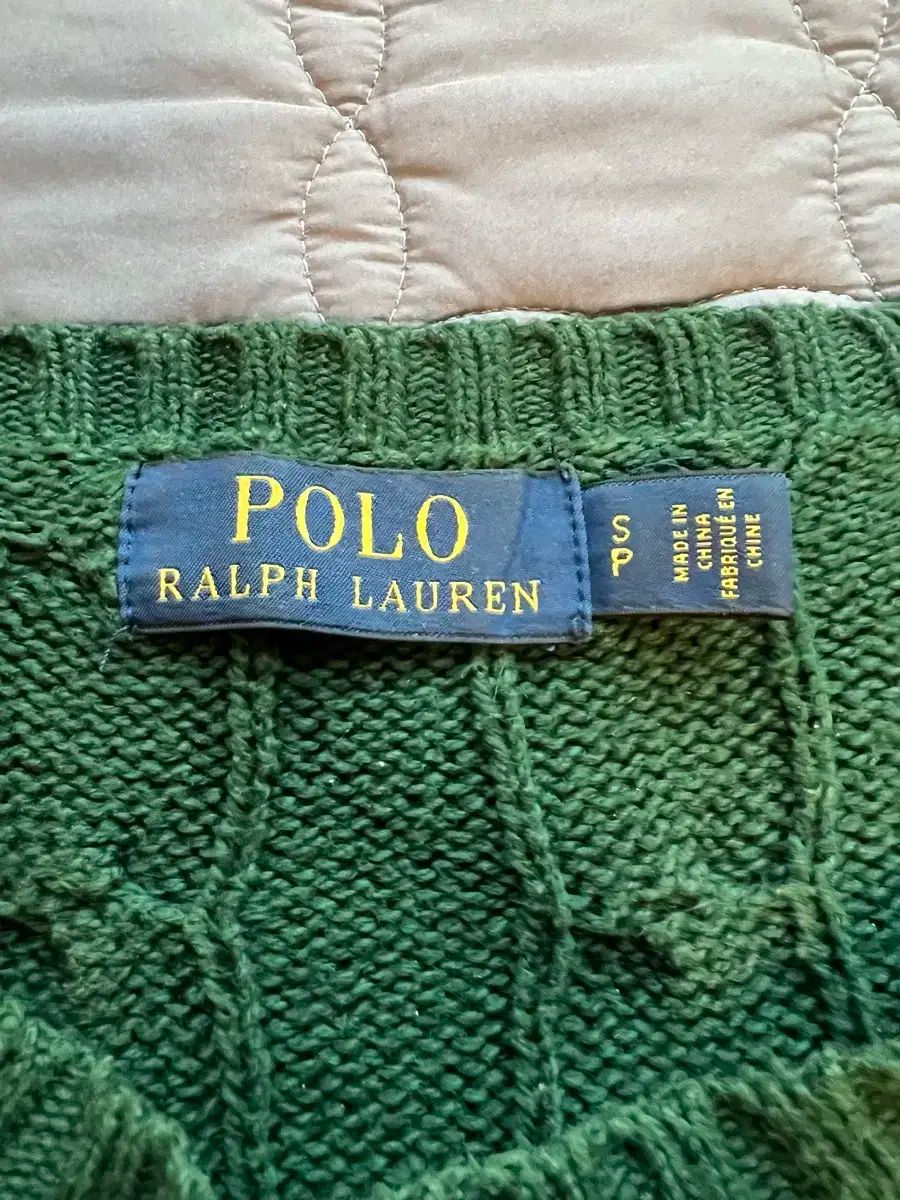 POLO
RALPH LAUREN
S
P
MADE IN
CHINA
FABRIQUÉ EN
CHINE